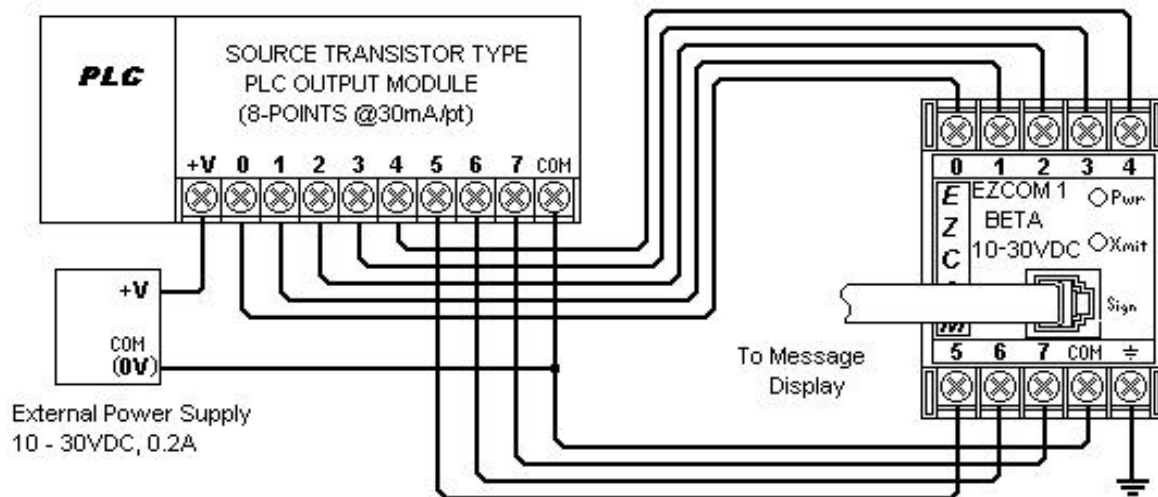 PLC
SOURCE TRANSISTOR TYPE
PLC OUTPUT MODULE
(8-POINTS @30mA/pt)
+V 0 1 2 3 4 5 6 7 COM
+V
COM
(0V)
External Power Supply
10 - 30VDC, 0.2A
0 1 2 3 4
E
Z
C
M
EZCOM 1
BETA
10-30VDC
Pwr
Xmit
Sign
5 6 7 COM
To Message
Display